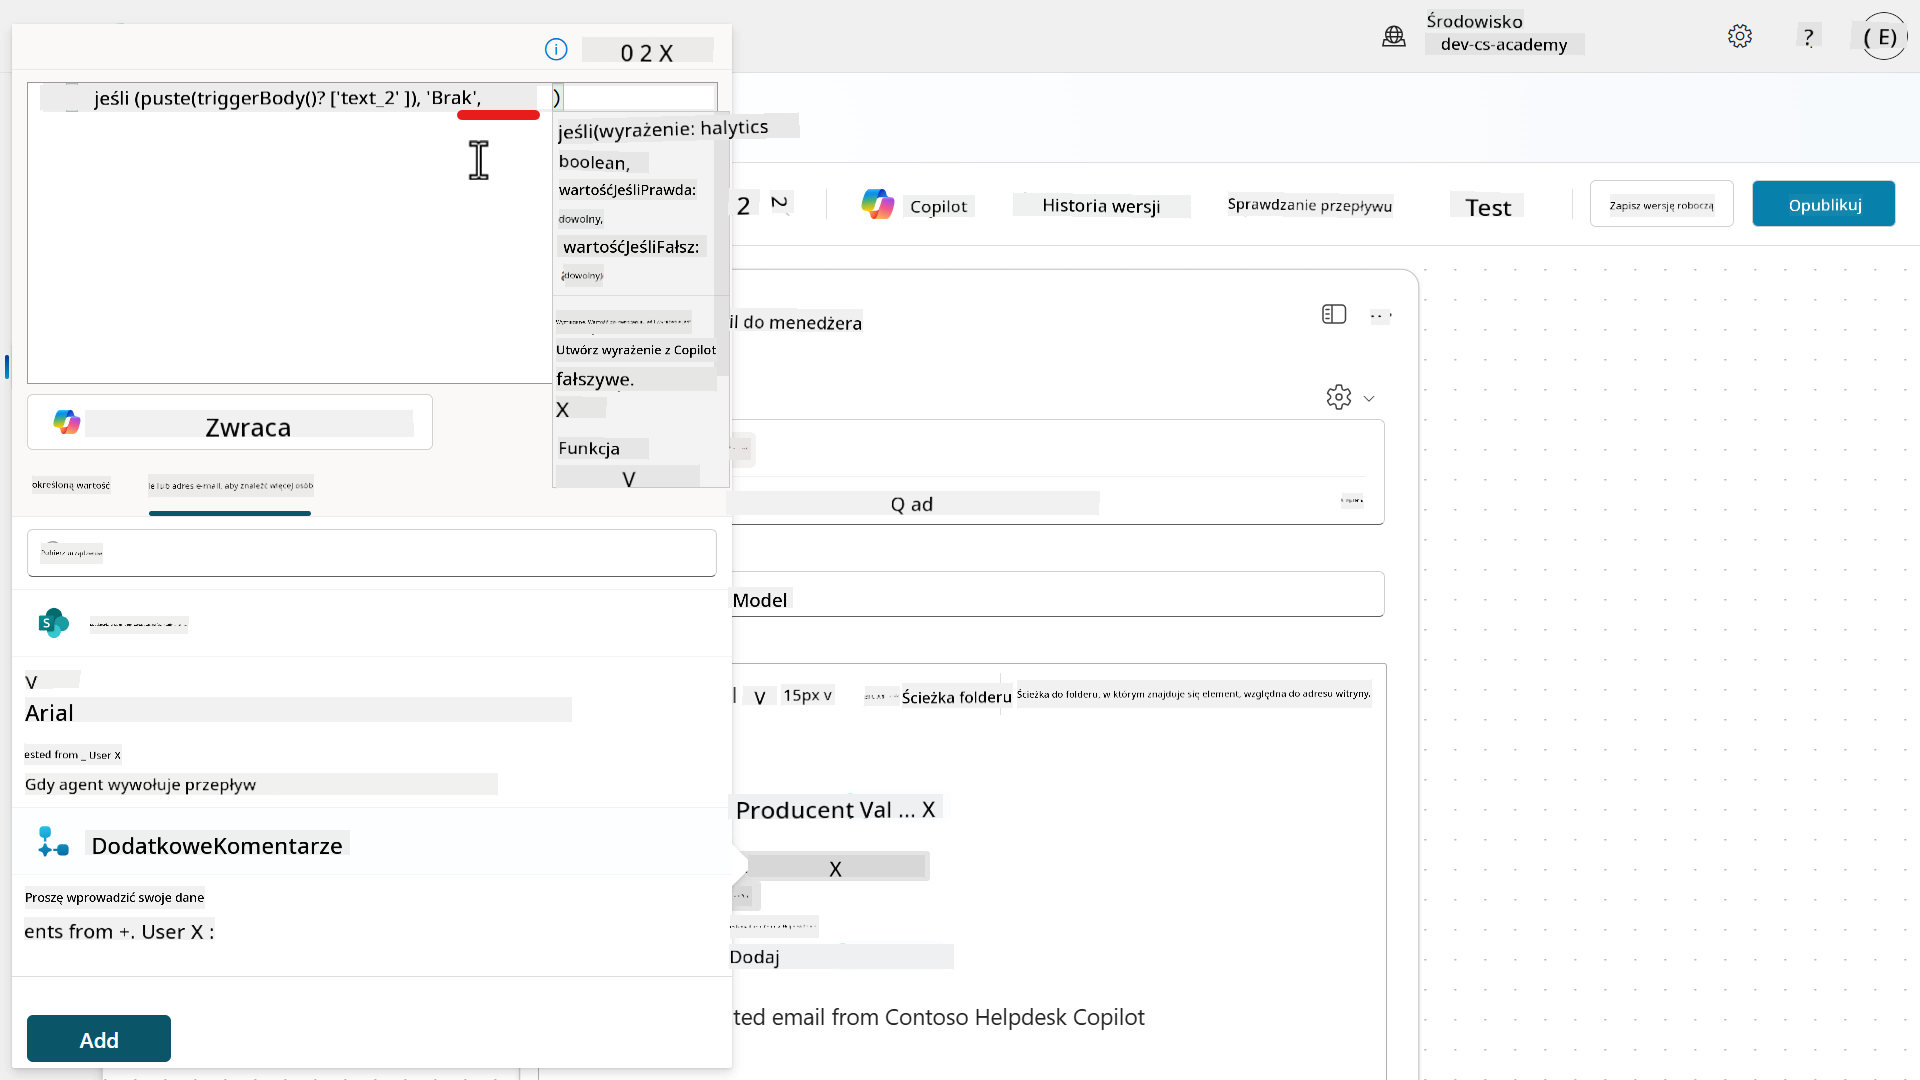 Środowisko
dev-cs-academy
?
( E)
0 2 X
jeśli (puste(triggerBody()? ['text_2' ]), 'Brak', )
jeśli(wyrażenie: halytics
boolean,
wartośćJeśliPrawda:
dowolny,
wartośćJeśliFałsz:
dowolny)
Utwórz wyrażenie z Copilot
fałszywe.
X
Funkcja
V
2
Copilot
Historia wersji
Sprawdzanie przepływu
Test
Zapisz wersję roboczą
Opublikuj
il do menedżera
Zwraca
określoną wartość
le lub adres e-mail, aby znaleźć więcej osób
Q ad
Model
V
Arial
ested from _ User X
Gdy agent wywołuje przepływ
DodatkoweKomentarze
Proszę wprowadzić swoje dane
ents from +. User X :
Add
V
15px v
Ścieżka folderu
Ścieżka do folderu, w którym znajduje się element, względna do adresu witryny.
Producent Val ... X
X
Dodaj
ted email from Contoso Helpdesk Copilot